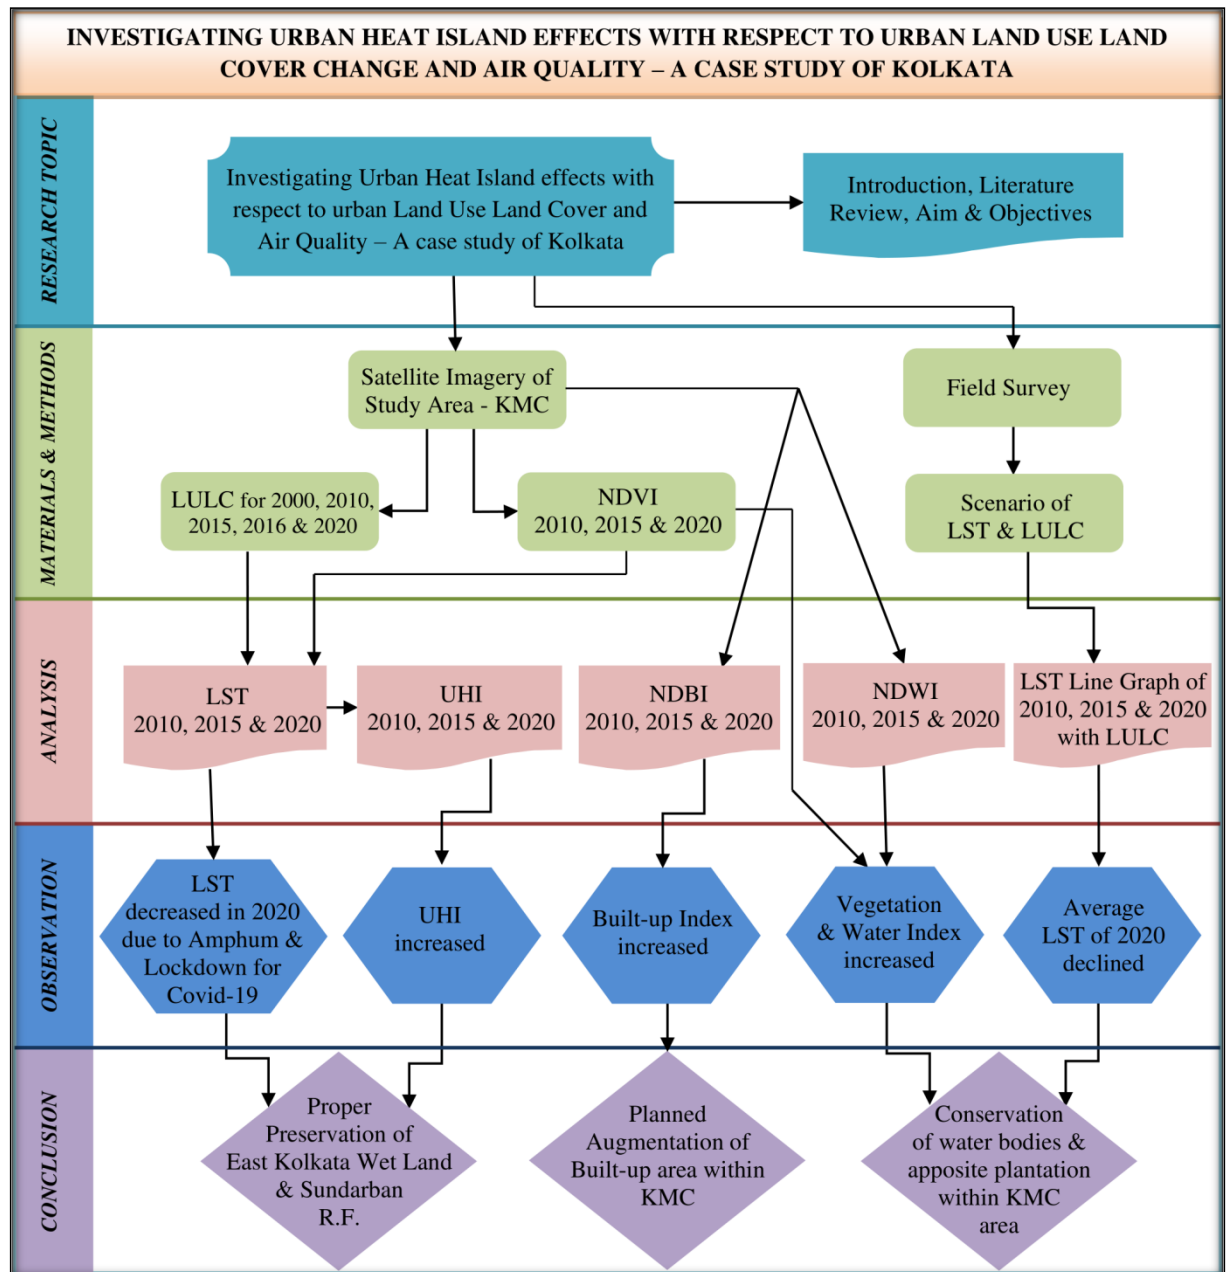 INVESTIGATING URBAN HEAT ISLAND EFFECTS WITH RESPECT TO URBAN LAND USE LAND
COVER CHANGE AND AIR QUALITY – A CASE STUDY OF KOLKATA
RESEARCH TOPIC
Investigating Urban Heat Island effects with
respect to urban Land Use Land Cover and
Air Quality – A case study of Kolkata
Introduction, Literature
Review, Aim & Objectives
MATERIALS & METHODS
Satellite Imagery of
Study Area - KMC
Field Survey
LULC for 2000, 2010,
2015, 2016 & 2020
NDVI
2010, 2015 & 2020
Scenario of
LST & LULC
ANALYSIS
LST
2010, 2015 & 2020
UHI
2010, 2015 & 2020
NDBI
2010, 2015 & 2020
NDWI
2010, 2015 & 2020
LST Line Graph of
2010, 2015 & 2020
with LULC
OBSERVATION
LST
decreased in 2020
due to Amphum &
Lockdown for
Covid-19
UHI
increased
Built-up Index
increased
Vegetation
& Water Index
increased
Average
LST of 2020
declined
CONCLUSION
Proper
Preservation of
East Kolkata Wet Land
& Sundarban
R.F.
Planned
Augmentation of
Built-up area within
KMC
Conservation
of water bodies &
apposite plantation
within KMC
area